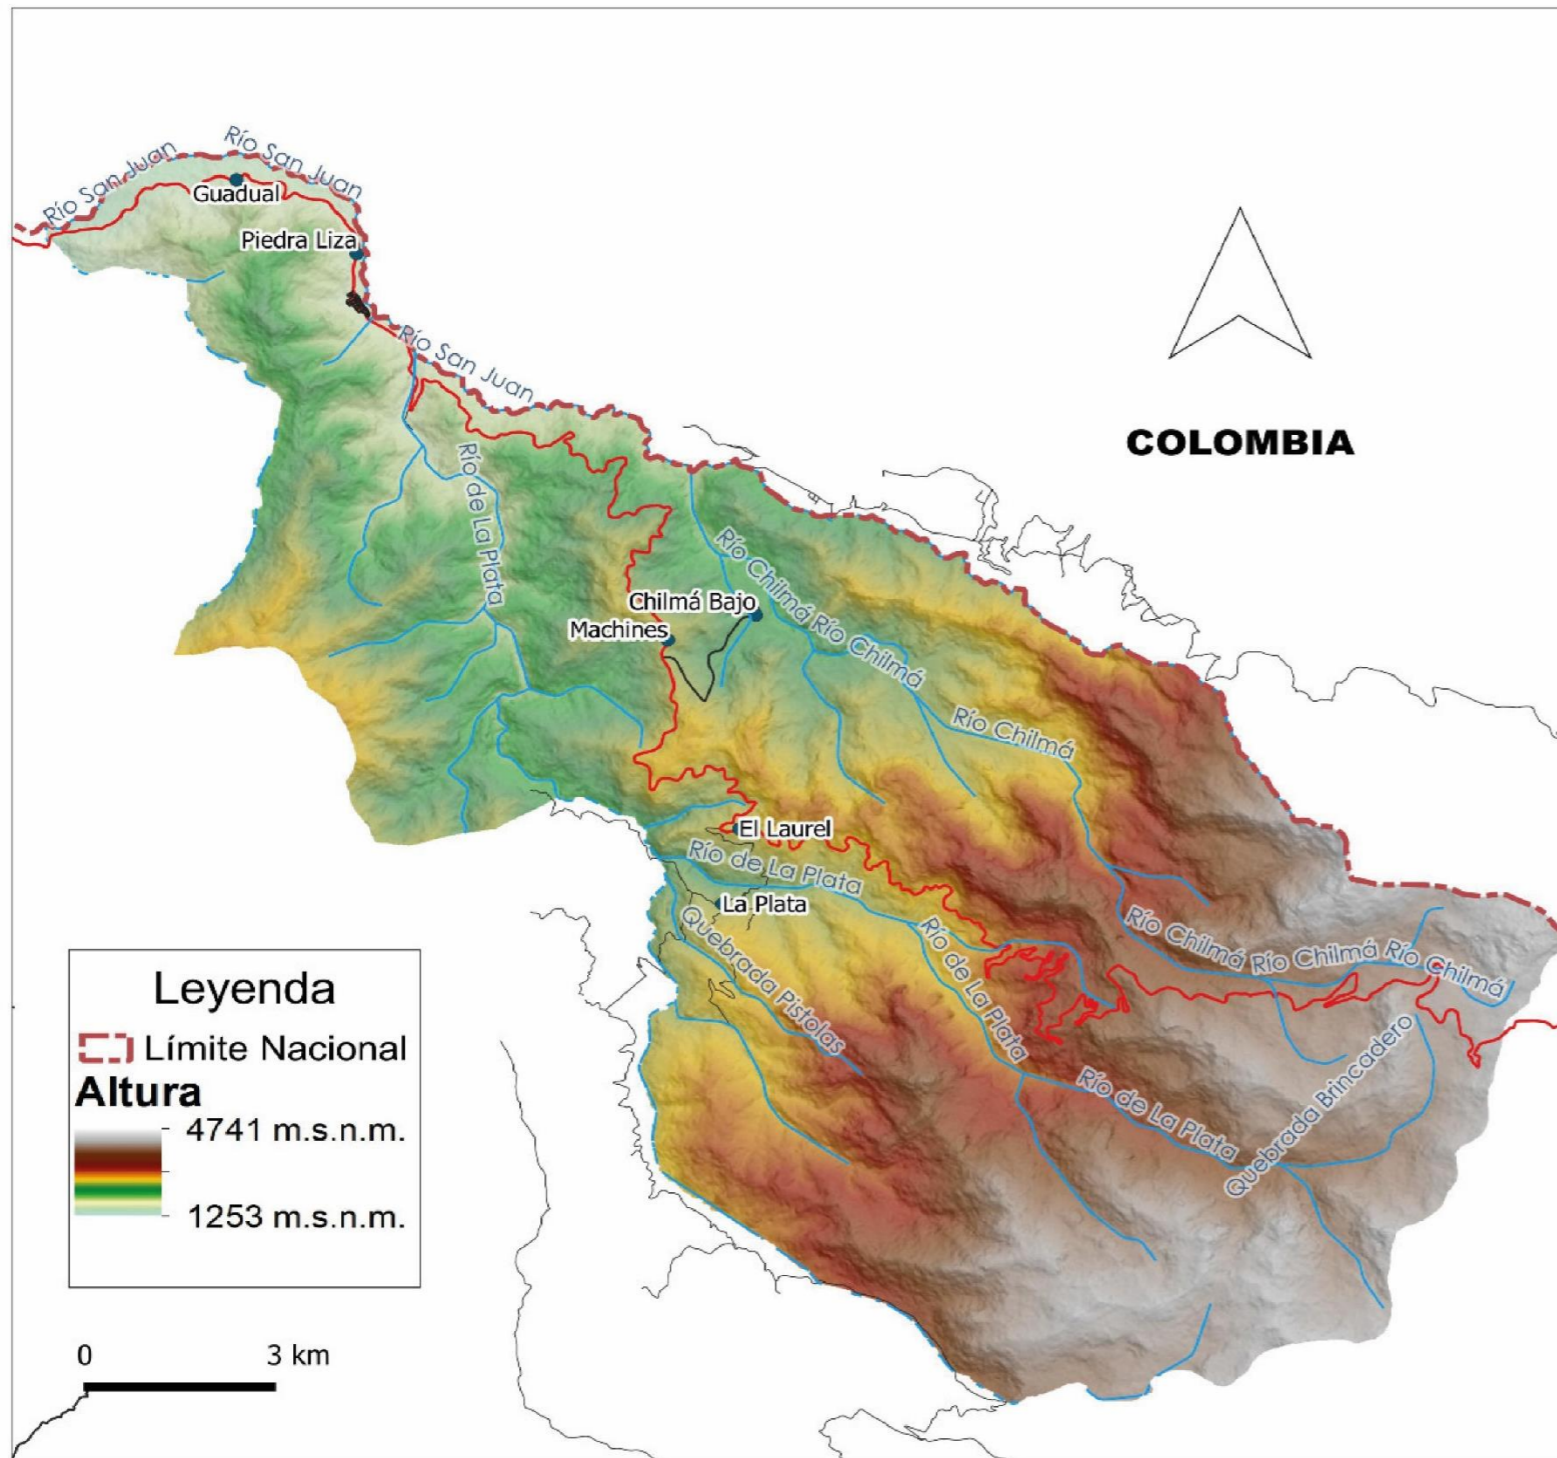 Río San Juan
Río San Juan
Guadual
Piedra Liza
Río San Juan
COLOMBIA
Río de La Plata
Río Chilmá
Chilmá Bajo
Río Chilmá
Machines
Río Chilmá
El Laurel
Río de La Plata
La Plata
Quebrada Pistolas
Río de La Plata
Río Chilmá
Río Chilmá
Río Chilmá
Quebrada Brincadero
Río de La Plata
Leyenda
Límite Nacional
Altura
4741 m.s.n.m.
1253 m.s.n.m.
0 3 km